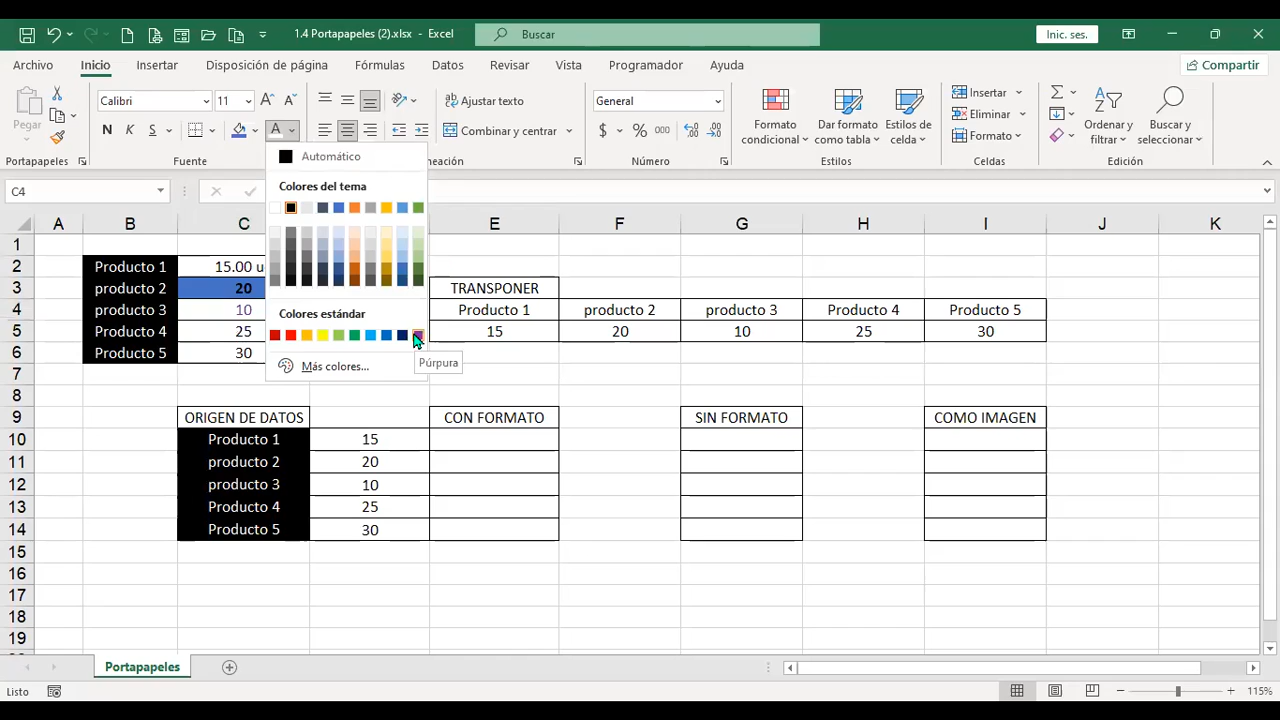 1.4 Portapapeles (2).xlsx - Excel
Buscar
Inic. ses.
Archivo Inicio Insertar Disposición de página Fórmulas Datos Revisar Vista Programador Ayuda
Compartir
Calibri 11
Ajustar texto
General
Insertar
Pegar
N K S
A
Combinar y centrar
$ % 000
Formato condicional
Dar formato como tabla
Estilos de celda
Eliminar
Formato
Ordenar y filtrar
Buscar y seleccionar
Portapapeles Fuente neación Número Estilos Celdas Edición
Automático
Colores del tema
Colores estándar
Más colores...
Púrpura
C4
A B C E F G H I J K
1
2 Producto 1 15.00 u
3 producto 2 20 TRANSPONER
4 producto 3 10 Producto 1 producto 2 producto 3 Producto 4 Producto 5
5 Producto 4 25 15 20 10 25 30
6 Producto 5 30
7
8
9 ORIGEN DE DATOS CON FORMATO SIN FORMATO COMO IMAGEN
10 Producto 1 15
11 producto 2 20
12 producto 3 10
13 Producto 4 25
14 Producto 5 30
15
16
17
18
19
Portapapeles
Listo
115%